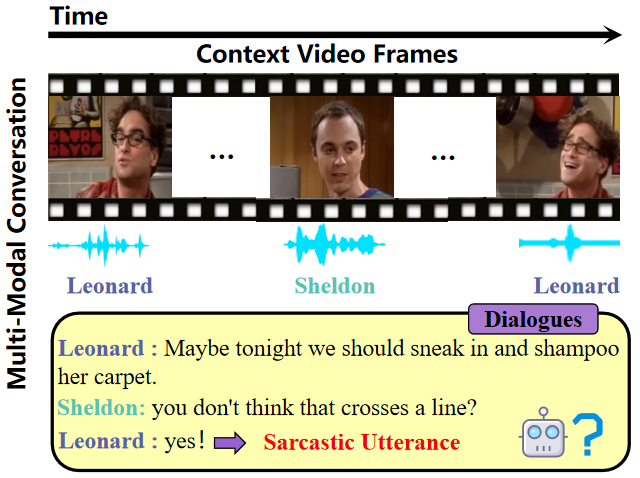 Time
Context Video Frames
Multi-Modal Conversation
... ...
Leonard Sheldon Leonard
Dialogues
Leonard : Maybe tonight we should sneak in and shampoo
her carpet.
Sheldon: you don't think that crosses a line?
Leonard : yes! Sarcastic Utterance
?